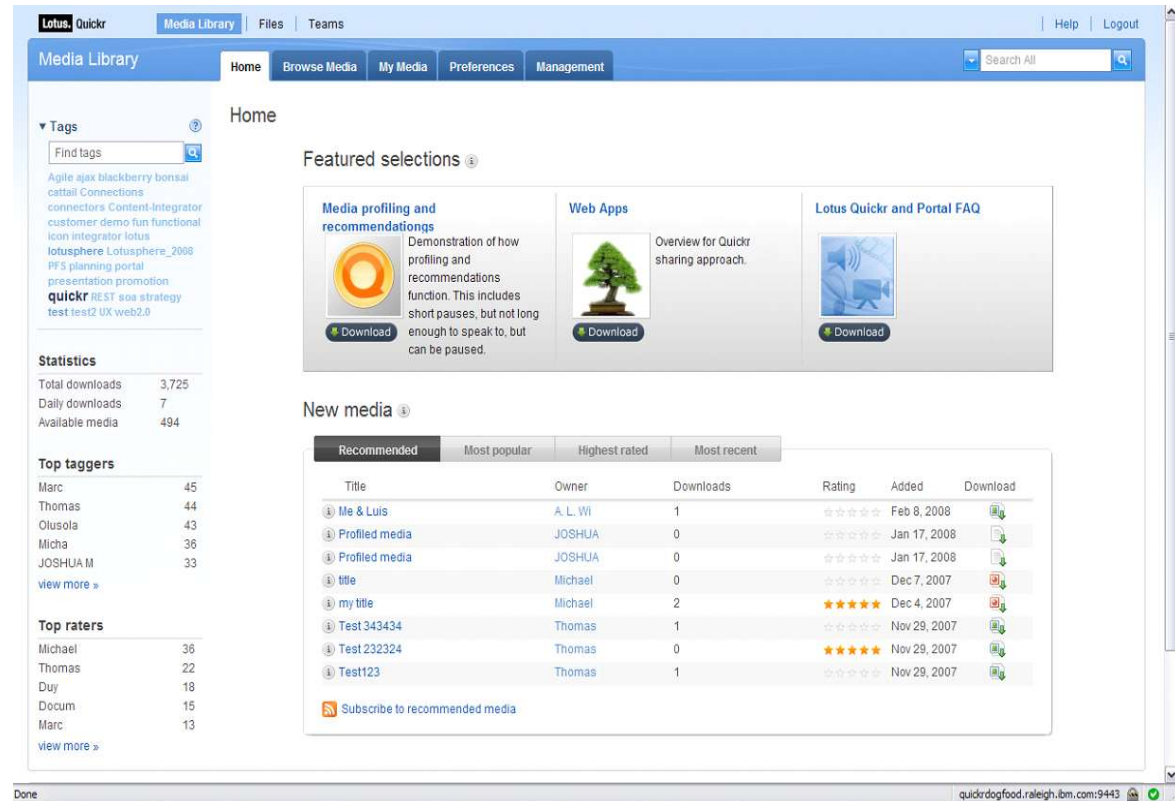 Lotus. Quickr
Media Library
Files
Teams
Help
Logout
Media Library
Home
Browse Media
My Media
Preferences
Management
Search All
Tags
Find tags
Agile ajax blackberry bonsai
cattail Connections
connectors Content-Integrator
customer demo fun functional
icon integrator lotus
lotusphere Lotusphere_2008
PFS planning portal
presentation promotion
quickr REST soa strategy
test test2 UX web2.0
Statistics
Total downloads 3,725
Daily downloads 7
Available media 494
Top taggers
Marc 45
Thomas 44
Olusola 43
Micha 36
JOSHUA M 33
view more »
Top raters
Michael 36
Thomas 22
Duy 18
Docum 15
Marc 13
view more »
Home
Featured selections
Media profiling and
recommendationgs
Demonstration of how
profiling and
recommendations
function. This includes
short pauses, but not long
enough to speak to, but
can be paused.
Download
Web Apps
Overview for Quickr
sharing approach.
Download
Lotus Quickr and Portal FAQ
Download
New media
Recommended
Most popular
Highest rated
Most recent
Title Owner Downloads Rating Added Download
Me & Luis A. L. Wi 1 Feb 8, 2008
Profiled media JOSHUA 0 Jan 17, 2008
Profiled media JOSHUA 0 Jan 17, 2008
title Michael 0 Dec 7, 2007
my title Michael 2 Dec 4, 2007
Test 343434 Thomas 1 Nov 29, 2007
Test 232324 Thomas 0 Nov 29, 2007
Test123 Thomas 1 Nov 29, 2007
Subscribe to recommended media
Done
quickrdogfood.raleigh.ibm.com:9443